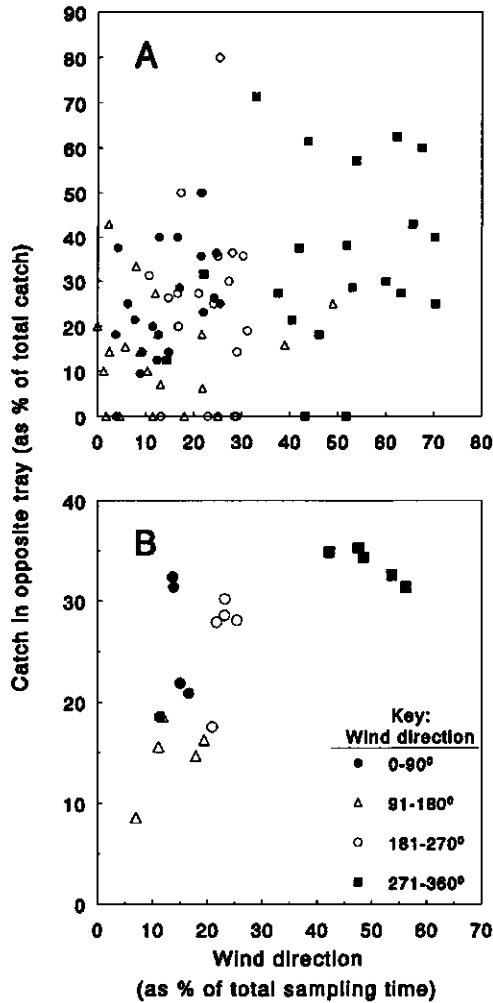 90
80
70
60
50
40
30
20
10
0
A
0 10 20 30 40 50 60 70 80
Catch in opposite tray (as % of total catch)
40
30
20
10
0
B
Key:
Wind direction
0-90°
91-180°
181-270°
271-360°
0 10 20 30 40 50 60 70
Wind direction
(as % of total sampling time)